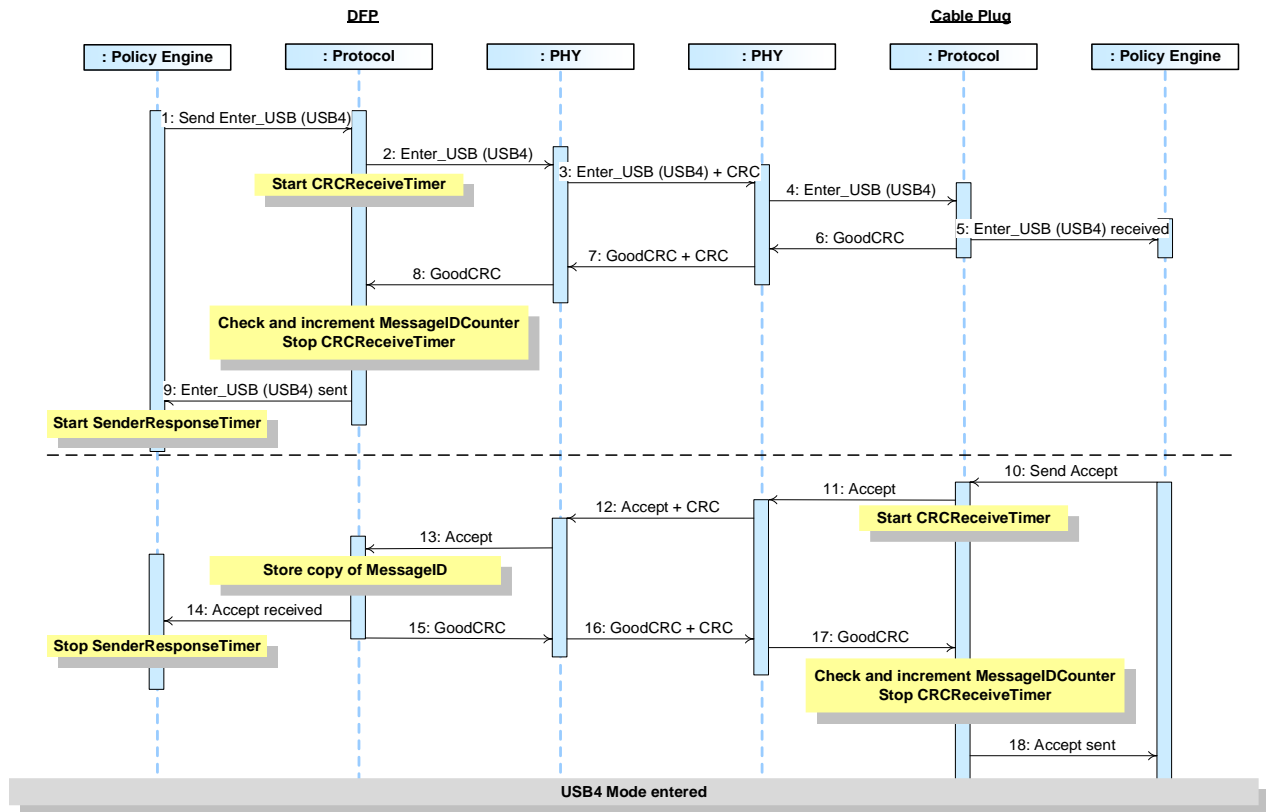 DFP
Cable Plug
: Policy Engine
: Protocol
: PHY
: PHY
: Protocol
: Policy Engine
1: Send Enter_USB (USB4)
2: Enter_USB (USB4)
Start CRCReceiveTimer
3: Enter_USB (USB4) + CRC
4: Enter_USB (USB4)
5: Enter_USB (USB4) received
6: GoodCRC
7: GoodCRC + CRC
8: GoodCRC
Check and increment MessageIDCounter
Stop CRCReceiveTimer
9: Enter_USB (USB4) sent
Start SenderResponseTimer
10: Send Accept
11: Accept
Start CRCReceiveTimer
12: Accept + CRC
13: Accept
Store copy of MessageID
14: Accept received
Stop SenderResponseTimer
15: GoodCRC
16: GoodCRC + CRC
17: GoodCRC
Check and increment MessageIDCounter
Stop CRCReceiveTimer
18: Accept sent
USB4 Mode entered